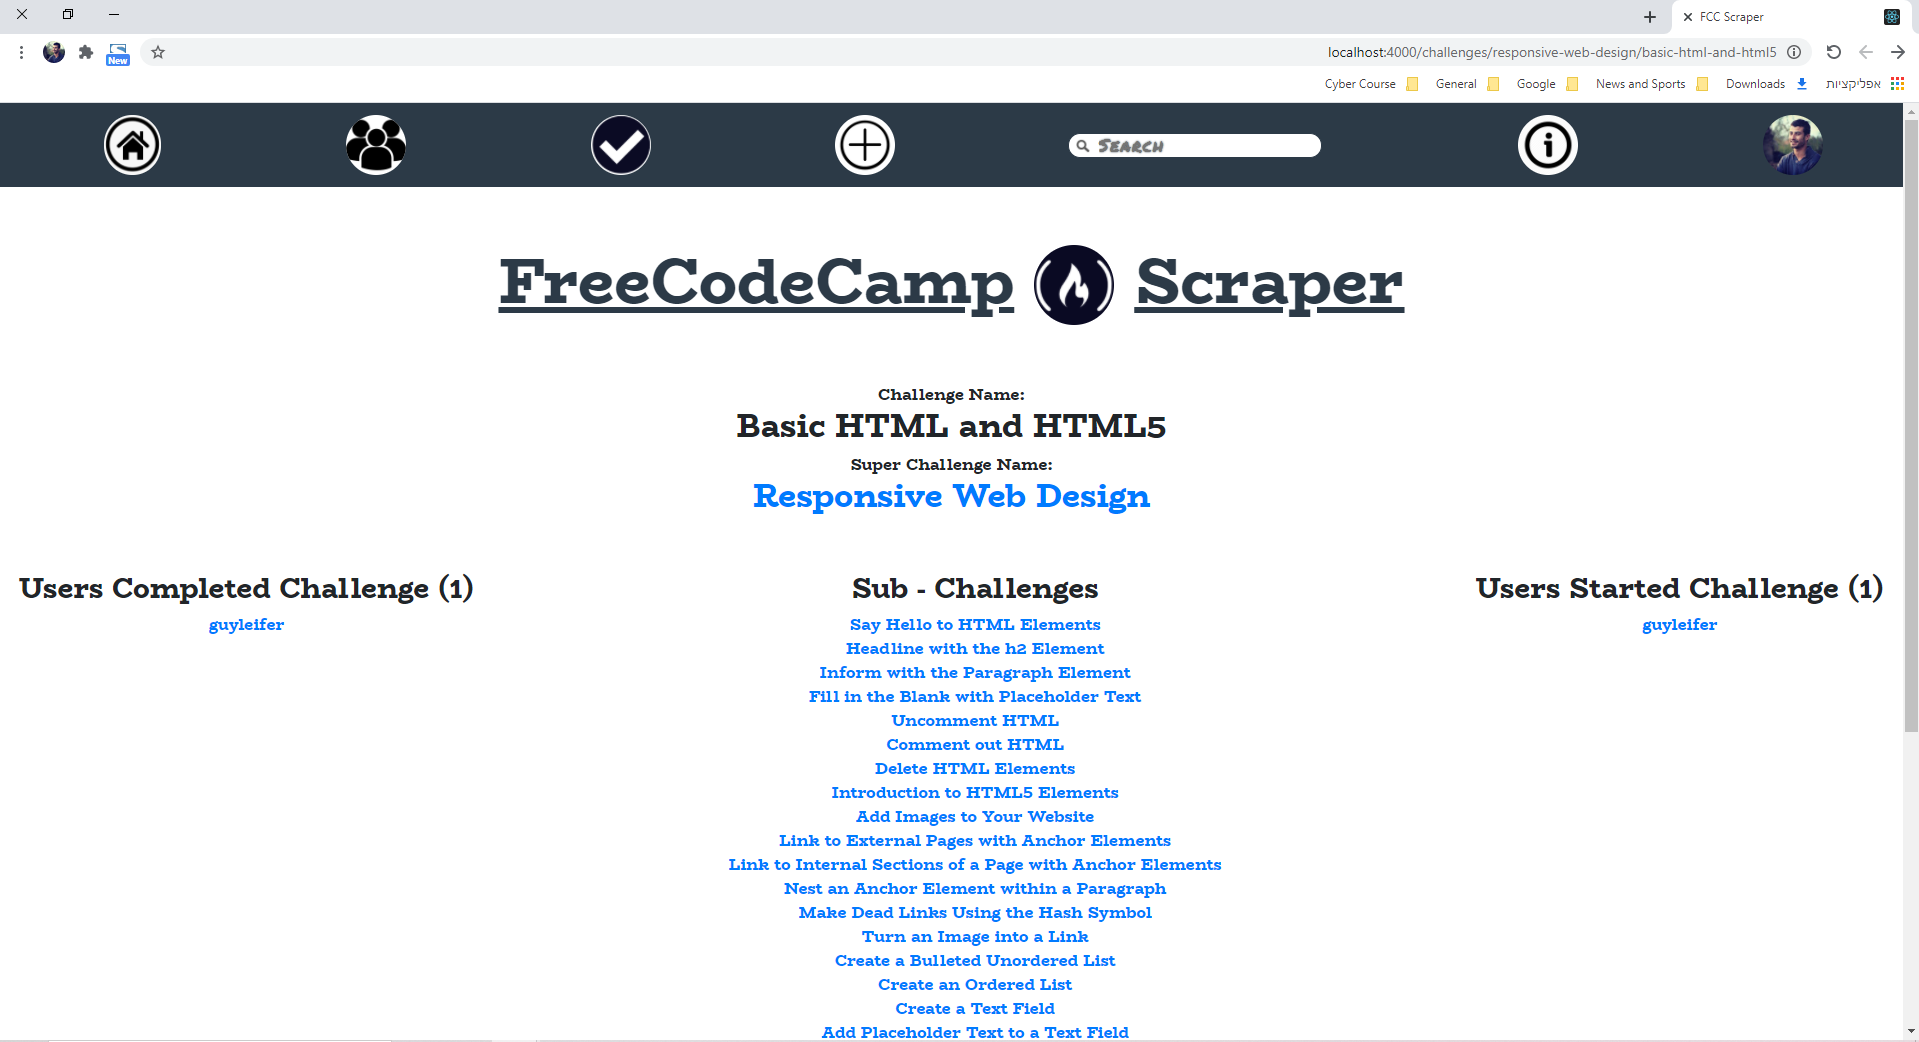 FCC Scraper
New
localhost:4000/challenges/responsive-web-design/basic-html-and-html5
Cyber Course
General
Google
News and Sports
Downloads
אפליקציות
Search
FreeCodeCamp Scraper
Challenge Name:
Basic HTML and HTML5
Super Challenge Name:
Responsive Web Design
Users Completed Challenge (1)
guyleifer
Sub - Challenges
Say Hello to HTML Elements
Headline with the h2 Element
Inform with the Paragraph Element
Fill in the Blank with Placeholder Text
Uncomment HTML
Comment out HTML
Delete HTML Elements
Introduction to HTML5 Elements
Add Images to Your Website
Link to External Pages with Anchor Elements
Link to Internal Sections of a Page with Anchor Elements
Nest an Anchor Element within a Paragraph
Make Dead Links Using the Hash Symbol
Turn an Image into a Link
Create a Bulleted Unordered List
Create an Ordered List
Create a Text Field
Add Placeholder Text to a Text Field
Users Started Challenge (1)
guyleifer